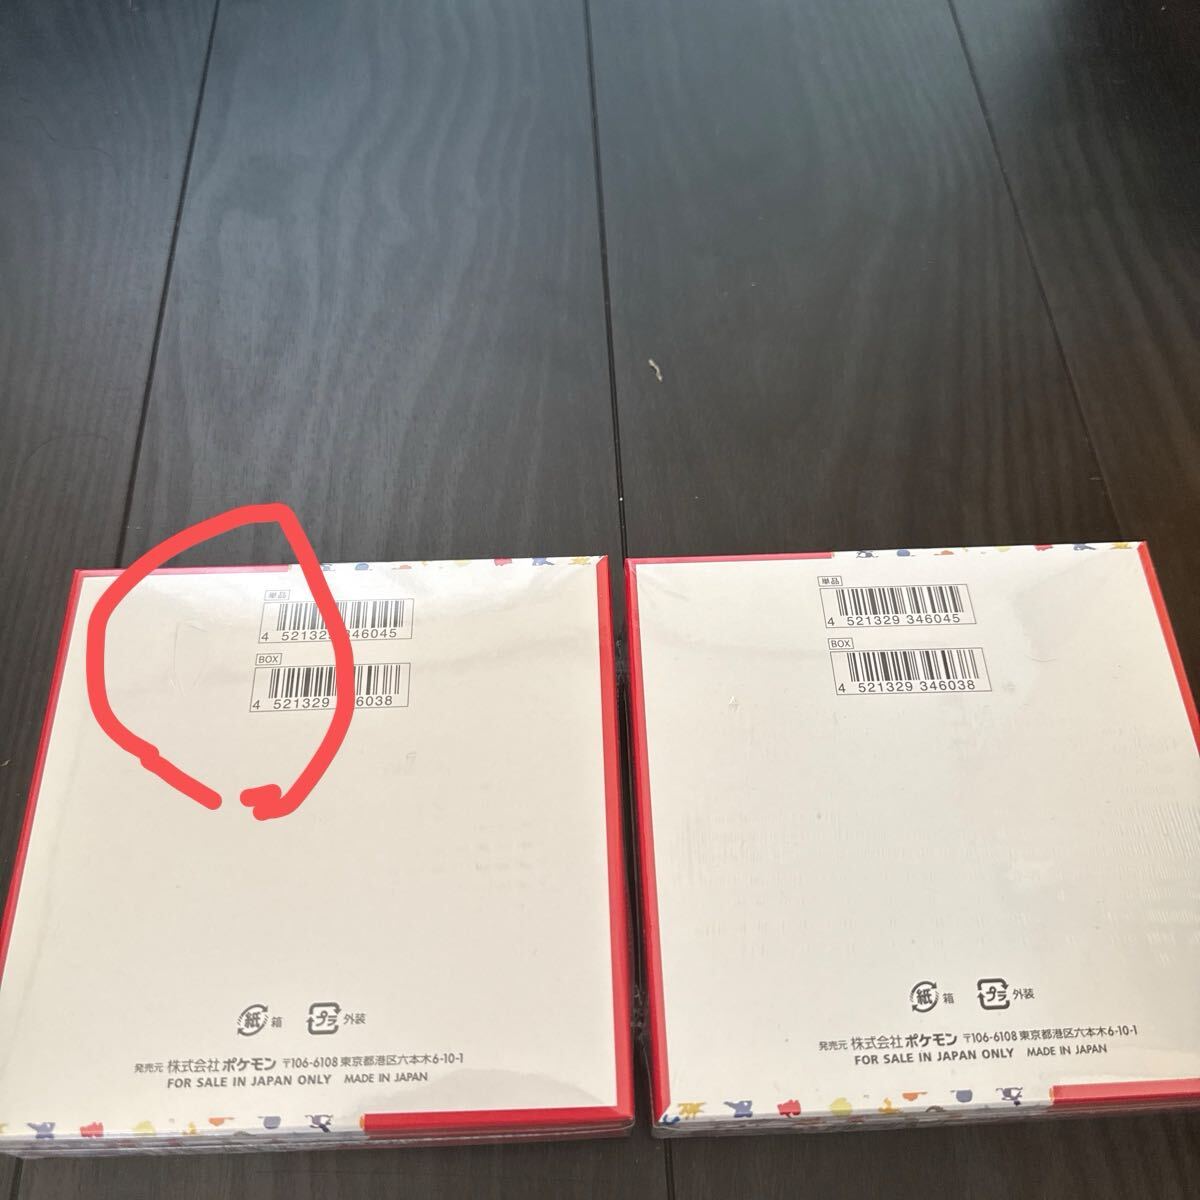 単品
4 521329 346045
BOX
4 521329 346038
紙 箱 プラ 外装
発売元 株式会社ポケモン 〒106-6108 東京都港区六本木6-10-1
FOR SALE IN JAPAN ONLY MADE IN JAPAN
単品
4 521329 346045
BOX
4 521329 346038
紙 箱 プラ 外装
発売元 株式会社ポケモン 〒106-6108 東京都港区六本木6-10-1
FOR SALE IN JAPAN ONLY MADE IN JAPAN